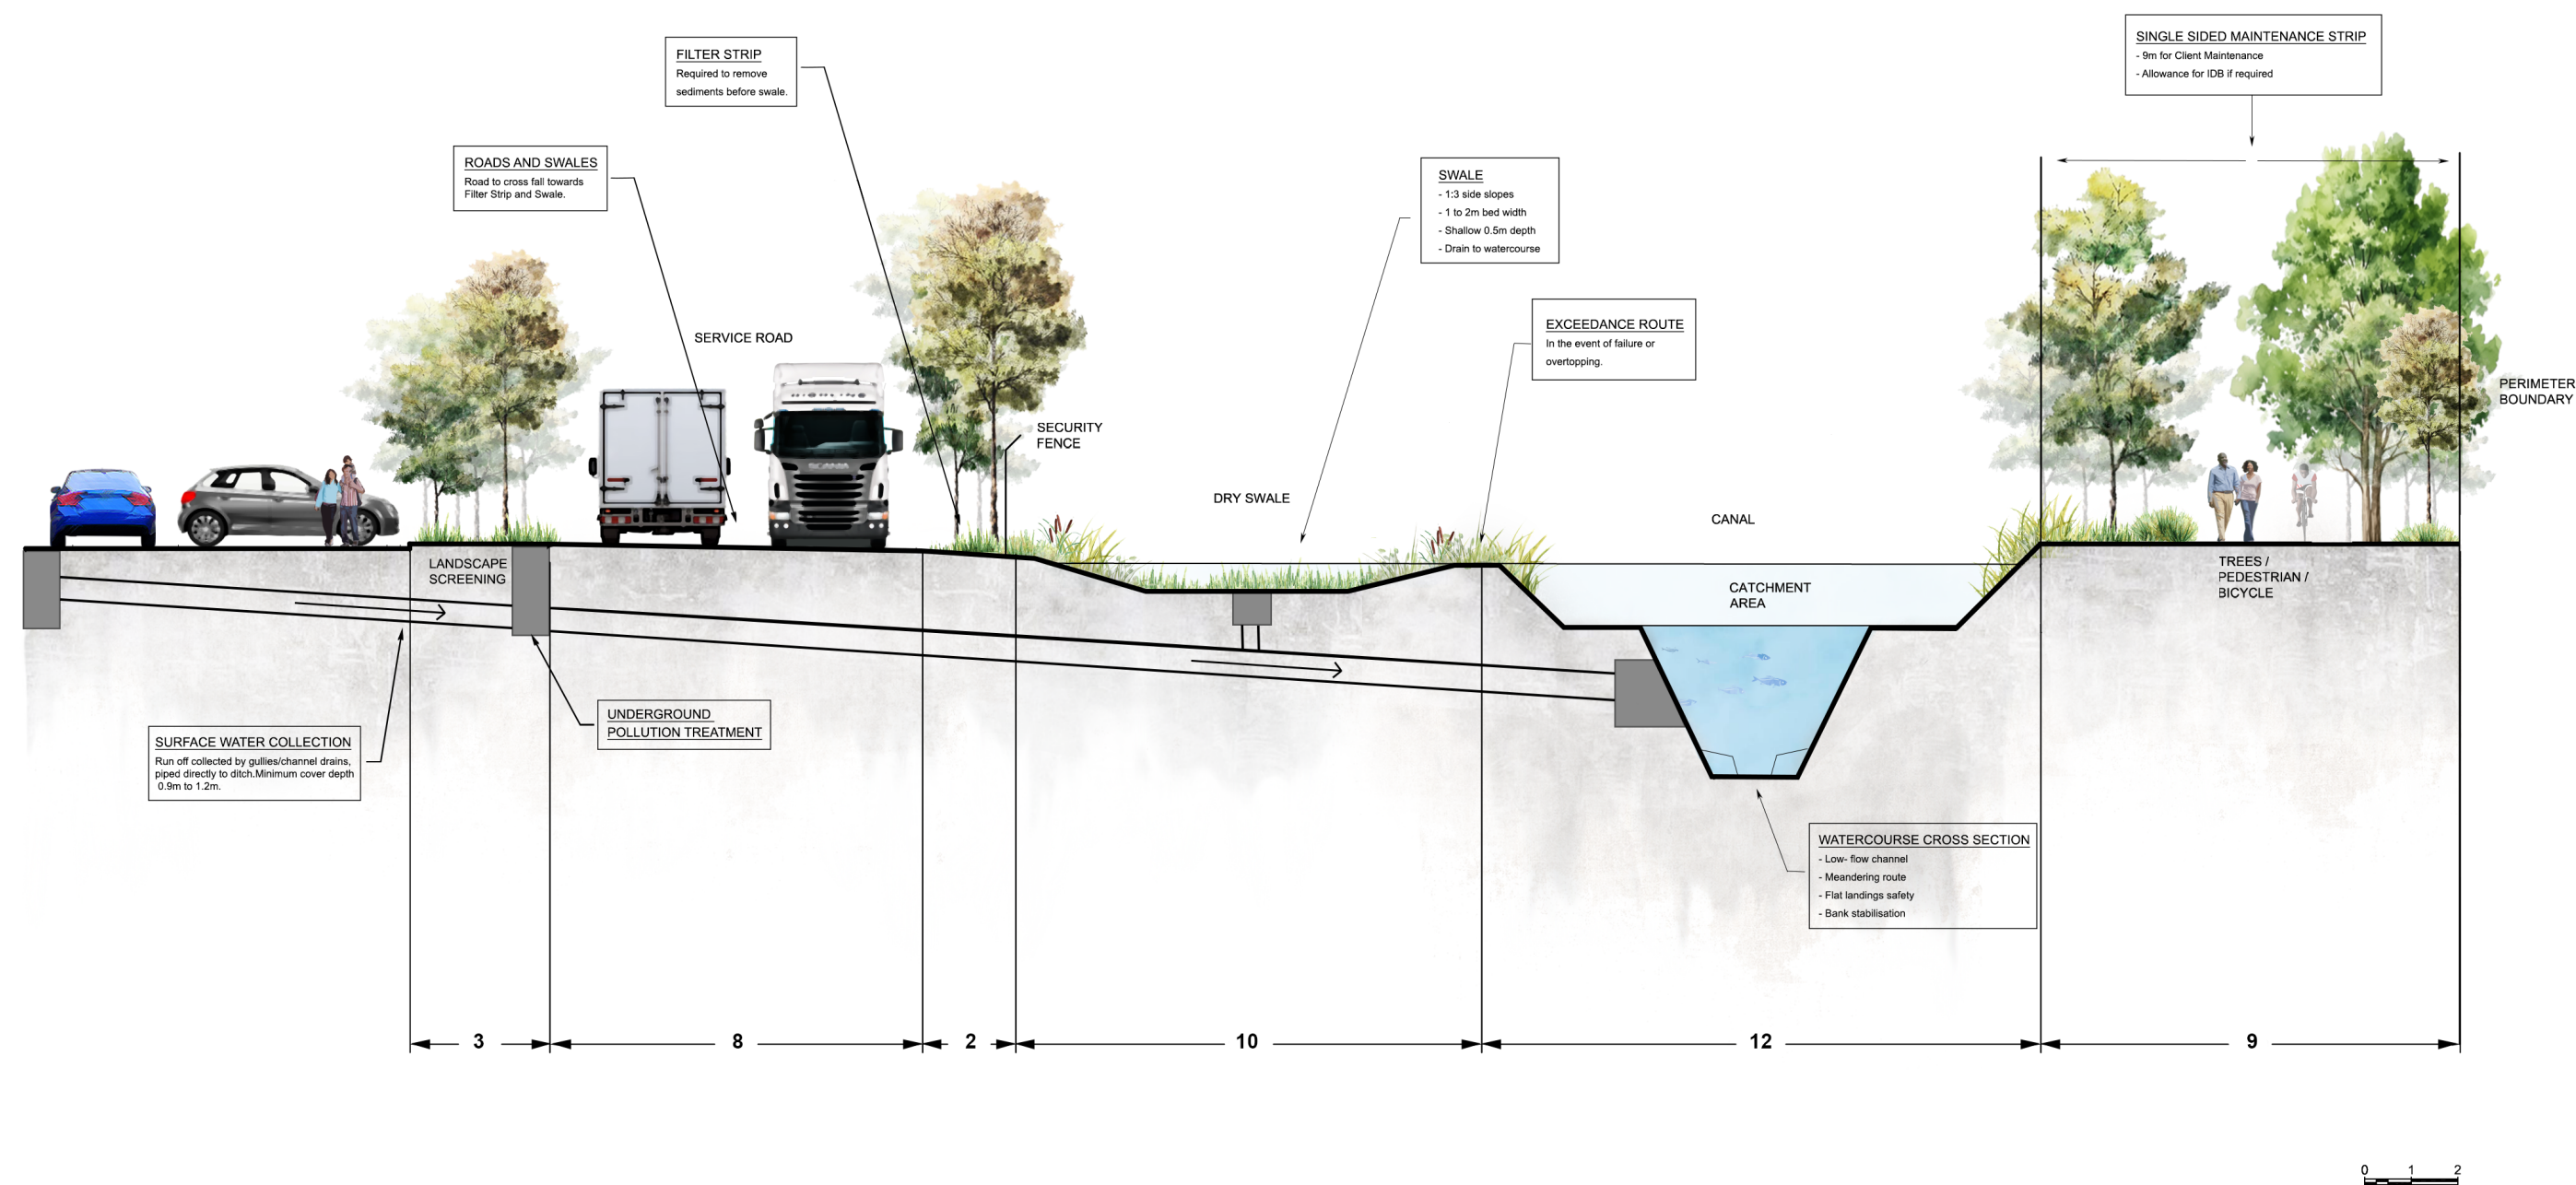 SINGLE SIDED MAINTENANCE STRIP
- 9m for Client Maintenance
- Allowance for IDB if required
FILTER STRIP
Required to remove
sediments before swale.
ROADS AND SWALES
Road to cross fall towards
Filter Strip and Swale.
SWALE
- 1:3 side slopes
- 1 to 2m bed width
- Shallow 0.5m depth
- Drain to watercourse
EXCEEDANCE ROUTE
In the event of failure or
overtopping.
SERVICE ROAD
PERIMETER
BOUNDARY
SECURITY
FENCE
SCANIA
DRY SWALE
CANAL
LANDSCAPE
SCREENING
CATCHMENT
AREA
TREES /
PEDESTRIAN /
BICYCLE
UNDERGROUND
POLLUTION TREATMENT
SURFACE WATER COLLECTION
Run off collected by gullies/channel drains,
piped directly to ditch.Minimum cover depth
0.9m to 1.2m.
WATERCOURSE CROSS SECTION
- Low- flow channel
- Meandering route
- Flat landings safety
- Bank stabilisation
3 8 2 10 12 9
0 1 2